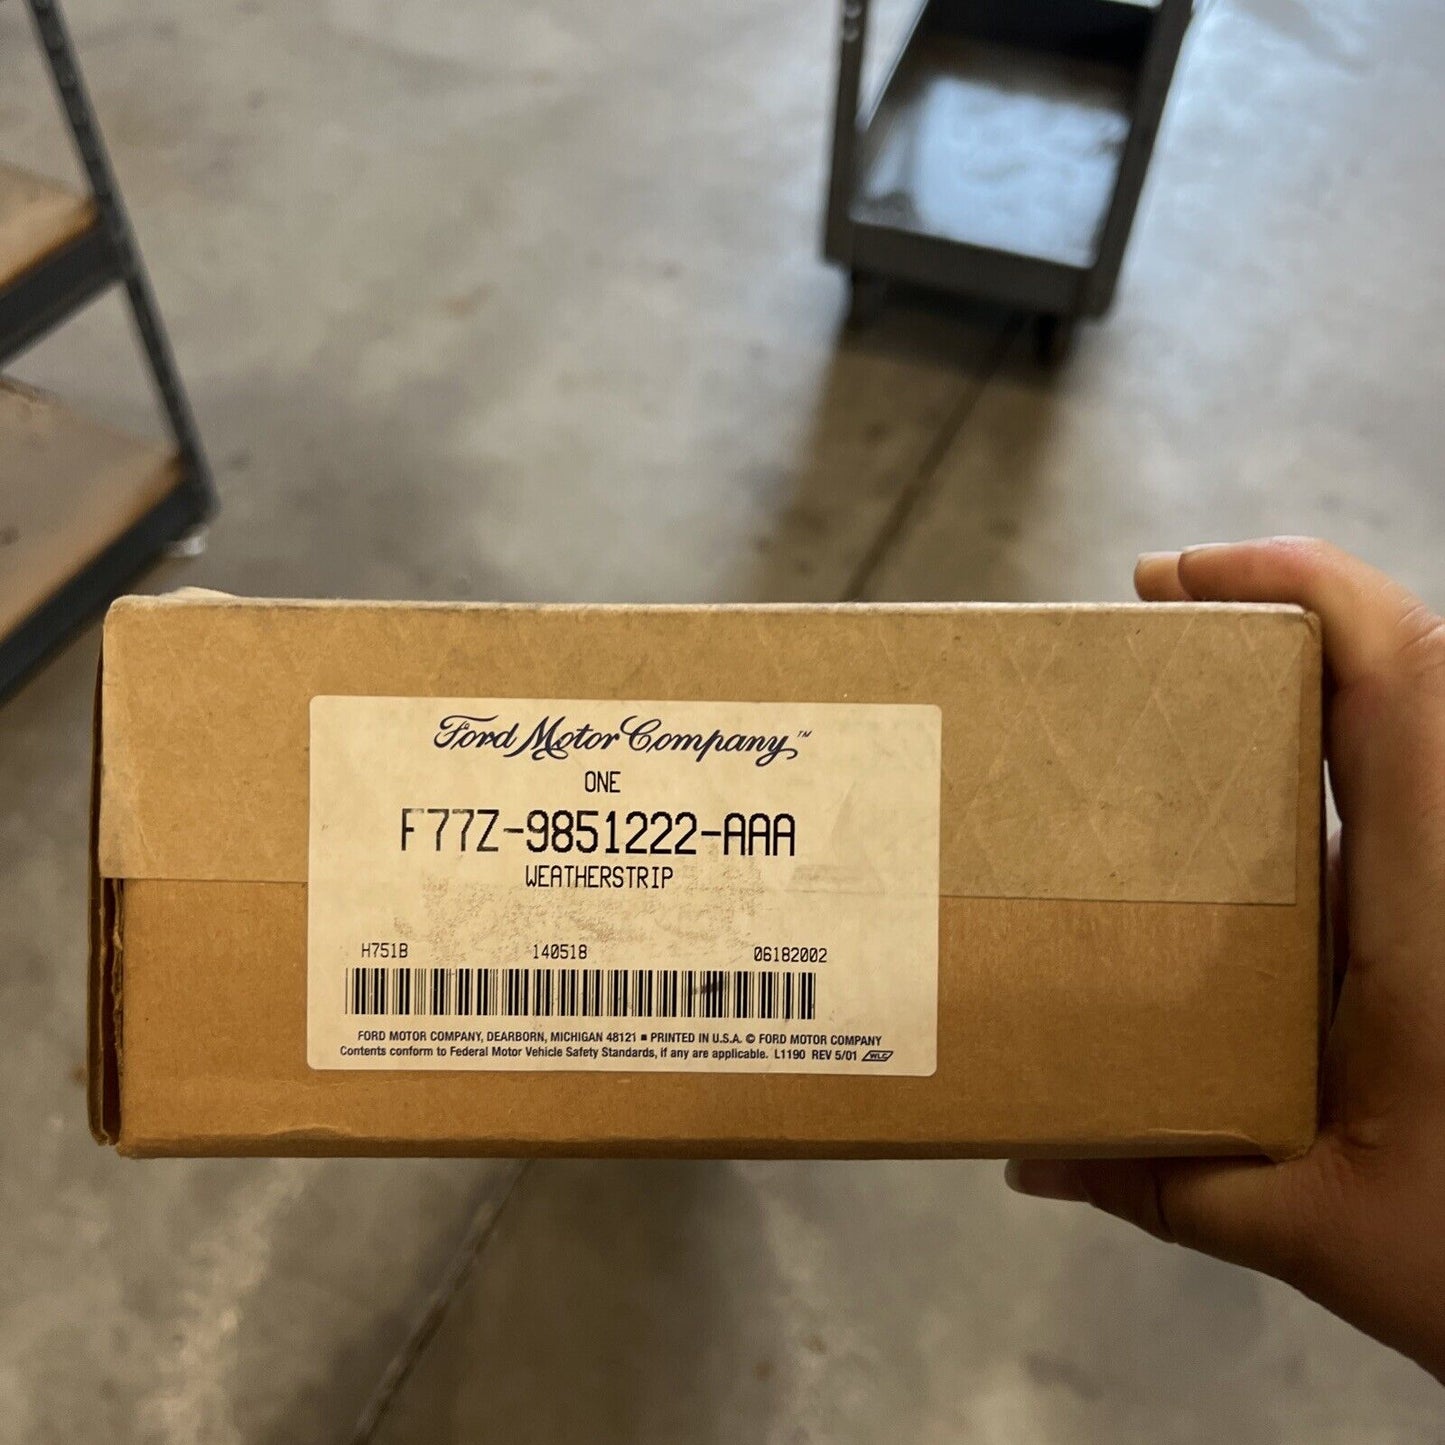 Ford Motor Company™
ONE
F77Z-9851222-AAA
WEATHERSTRIP
H751B 140518 06182002
FORD MOTOR COMPANY, DEARBORN, MICHIGAN 48121 ■ PRINTED IN U.S.A. © FORD MOTOR COMPANY
Contents conform to Federal Motor Vehicle Safety Standards, if any are applicable. L1190 REV 5/01 WLC